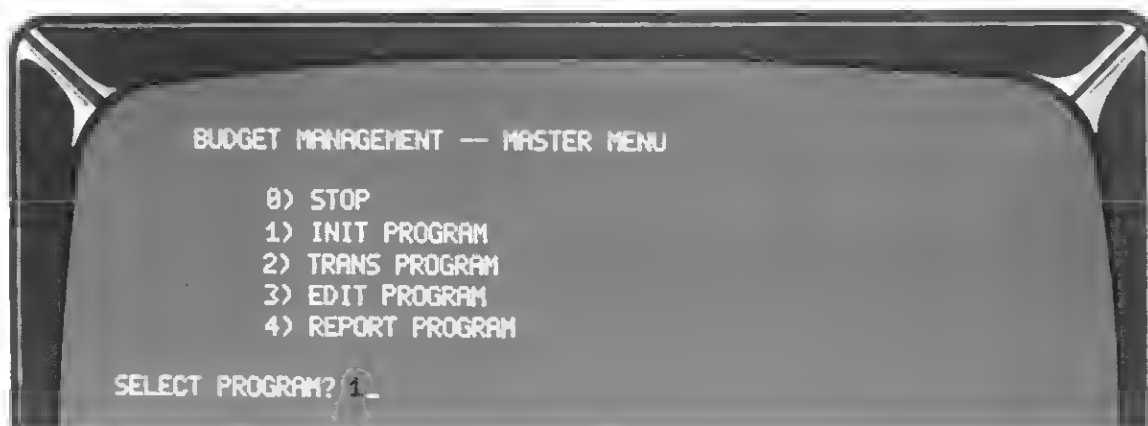 BUDGET MANAGEMENT — MASTER MENU
0) STOP
1) INIT PROGRAM
2) TRANS PROGRAM
3) EDIT PROGRAM
4) REPORT PROGRAM
SELECT PROGRAM? 1_